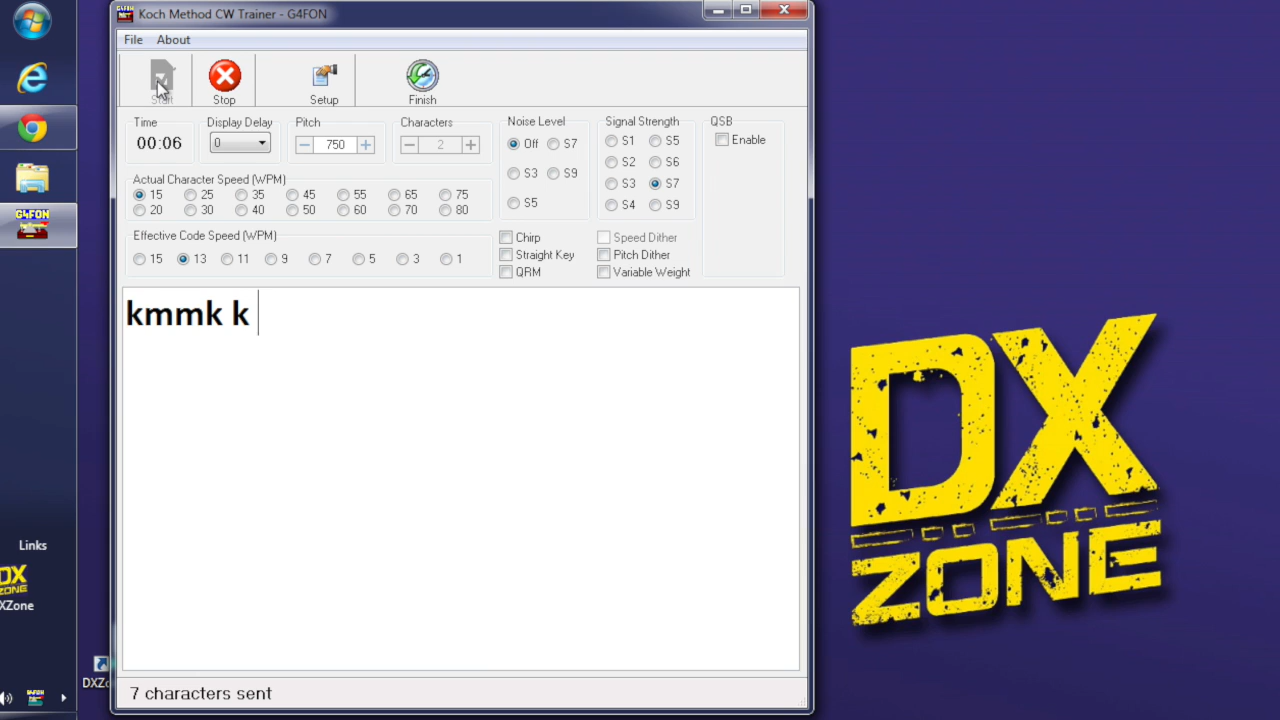 Koch Method CW Trainer - G4FON
File About
Start Stop Setup Finish
Time Display Delay Pitch Characters Noise Level Signal Strength QSB
00:06 0 750 2
Off S7
S3 S9
S5
S1 S5
S2 S6
S3 S7
S4 S9
Enable
Actual Character Speed (WPM)
15 25 35 45 55 65 75
20 30 40 50 60 70 80
Effective Code Speed (WPM)
15 13 11 9 7 5 3 1
Chirp Speed Dither
Straight Key Pitch Dither
QRM Variable Weight
kmmk k
7 characters sent
G4FON
Links
DX
XZone
DXZo
G4FON
DX
ZONE